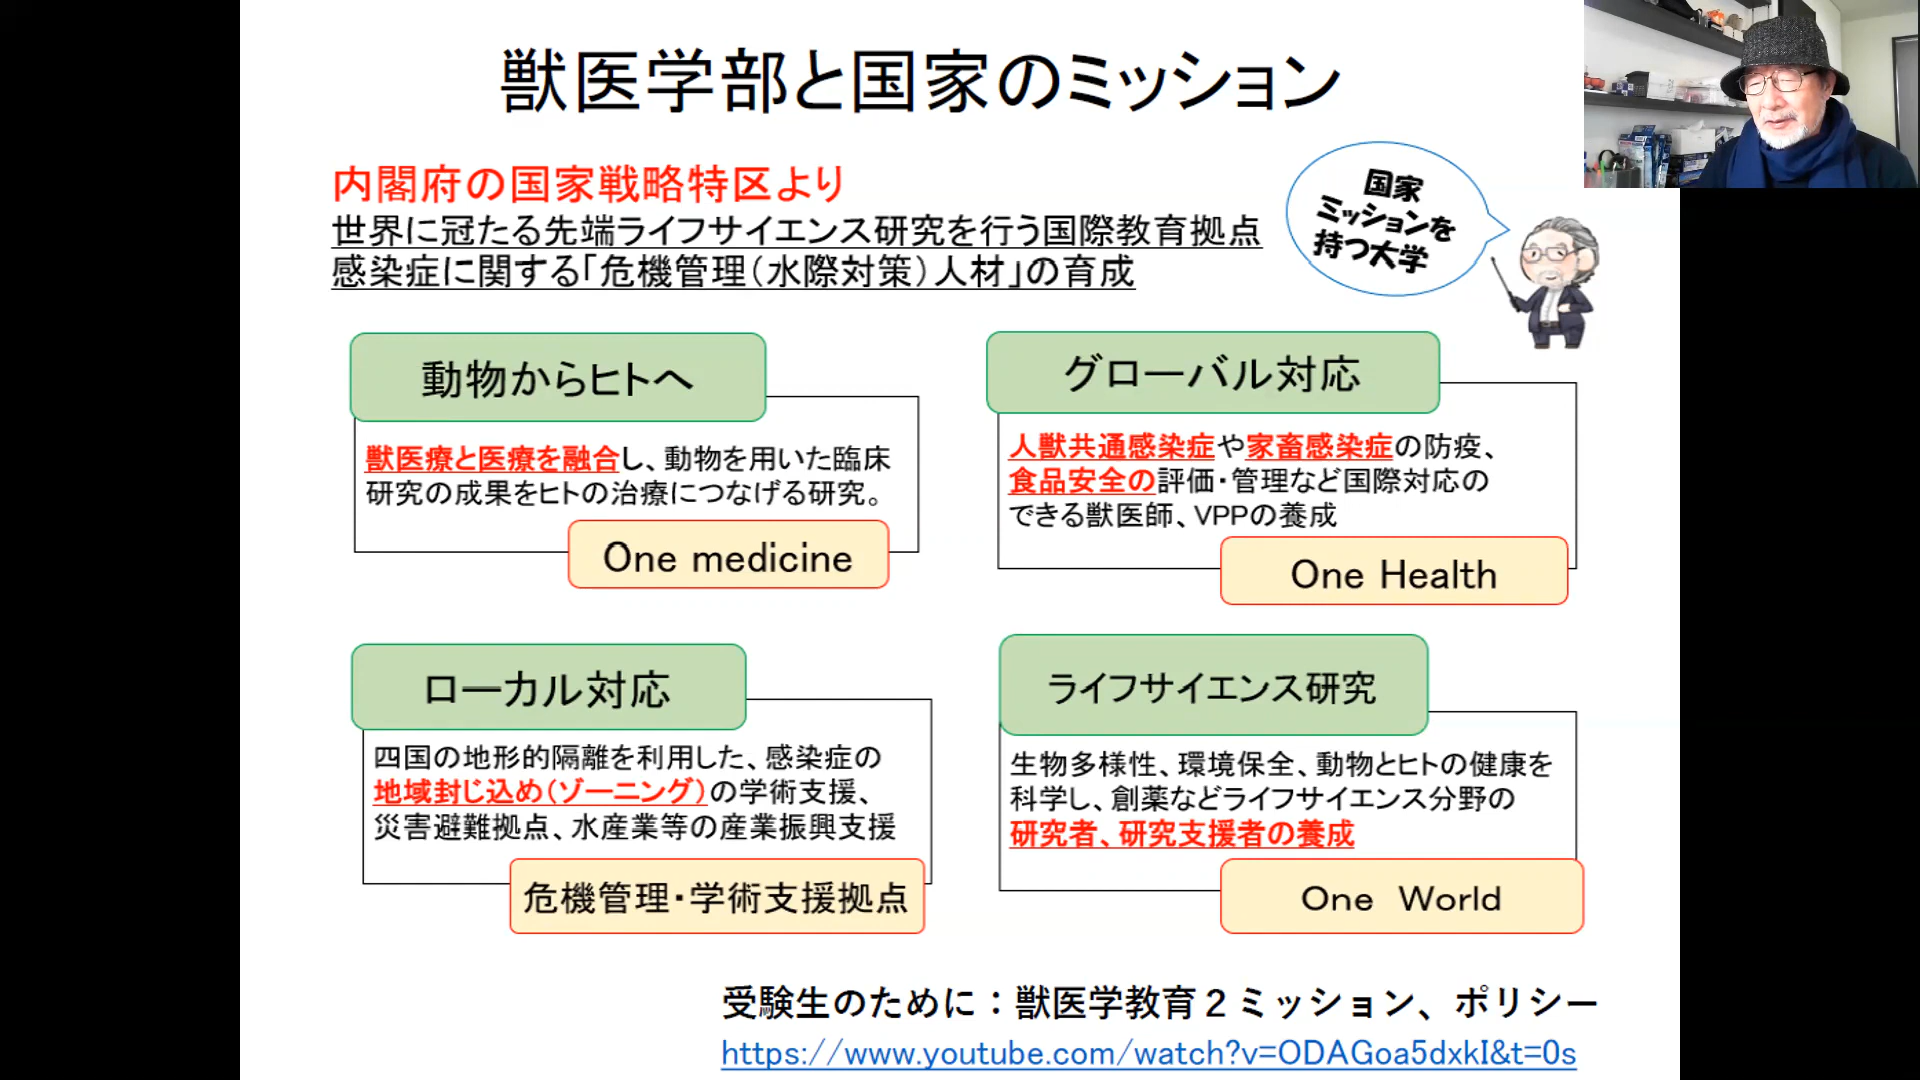 獣医学部と国家のミッション
内閣府の国家戦略特区より
世界に冠たる先端ライフサイエンス研究を行う国際教育拠点
感染症に関する「危機管理（水際対策）人材」の育成
国家
ミッションを
持つ大学
動物からヒトへ
獣医療と医療を融合し、動物を用いた臨床
研究の成果をヒトの治療につなげる研究。
One medicine
グローバル対応
人獣共通感染症や家畜感染症の防疫、
食品安全の評価・管理など国際対応の
できる獣医師、VPPの養成
One Health
ローカル対応
四国の地形的隔離を利用した、感染症の
地域封じ込め（ゾーニング）の学術支援、
災害避難拠点、水産業等の産業振興支援
危機管理・学術支援拠点
ライフサイエンス研究
生物多様性、環境保全、動物とヒトの健康を
科学し、創薬などライフサイエンス分野の
研究者、研究支援者の養成
One World
受験生のために：獣医学教育２ミッション、ポリシー
https://www.youtube.com/watch?v=ODAGoa5dxkI&t=0s